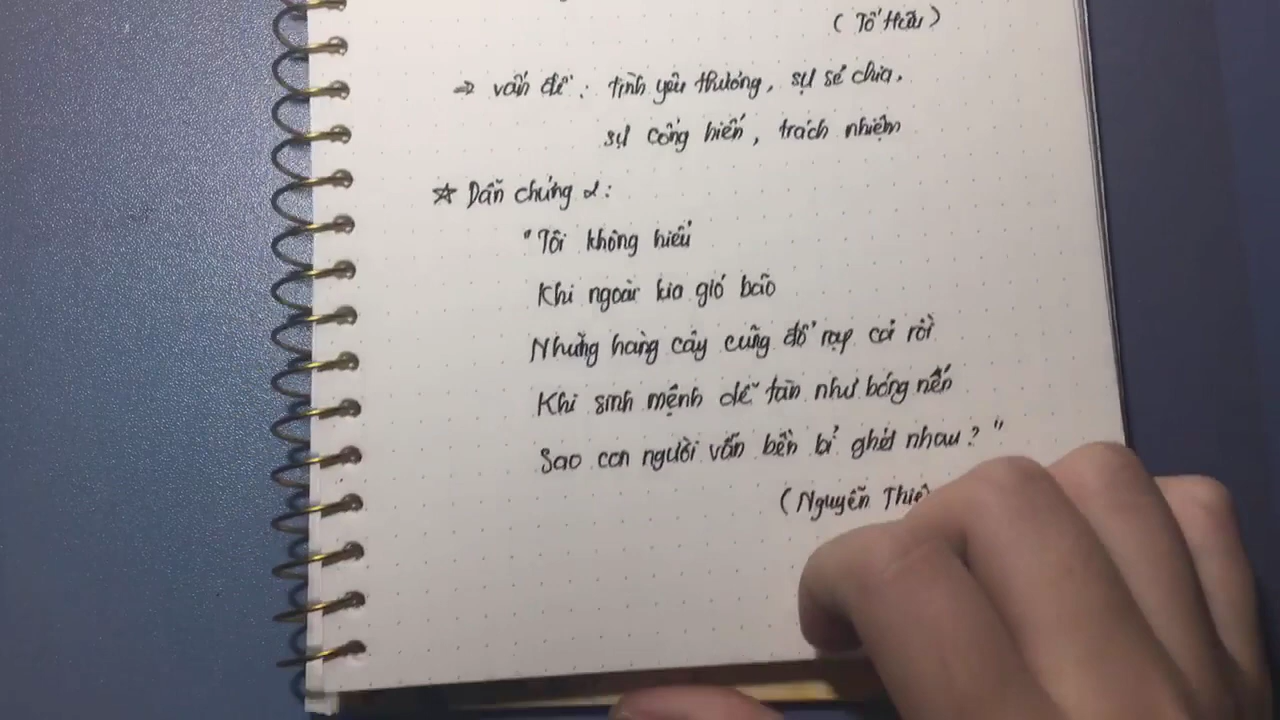 (Tố Hữu)
⇒ vấn đề : tình yêu thương, sự sẻ chia,
sự cống hiến, trách nhiệm
☆ Dẫn chứng 2:
"Tôi không hiểu
Khi ngoài kia gió bão
Những hàng cây cũng đổ rạp cả rồi
Khi sinh mệnh dễ tàn như bóng nến
Sao con người vẫn bền bỉ ghét nhau? "
(Nguyễn